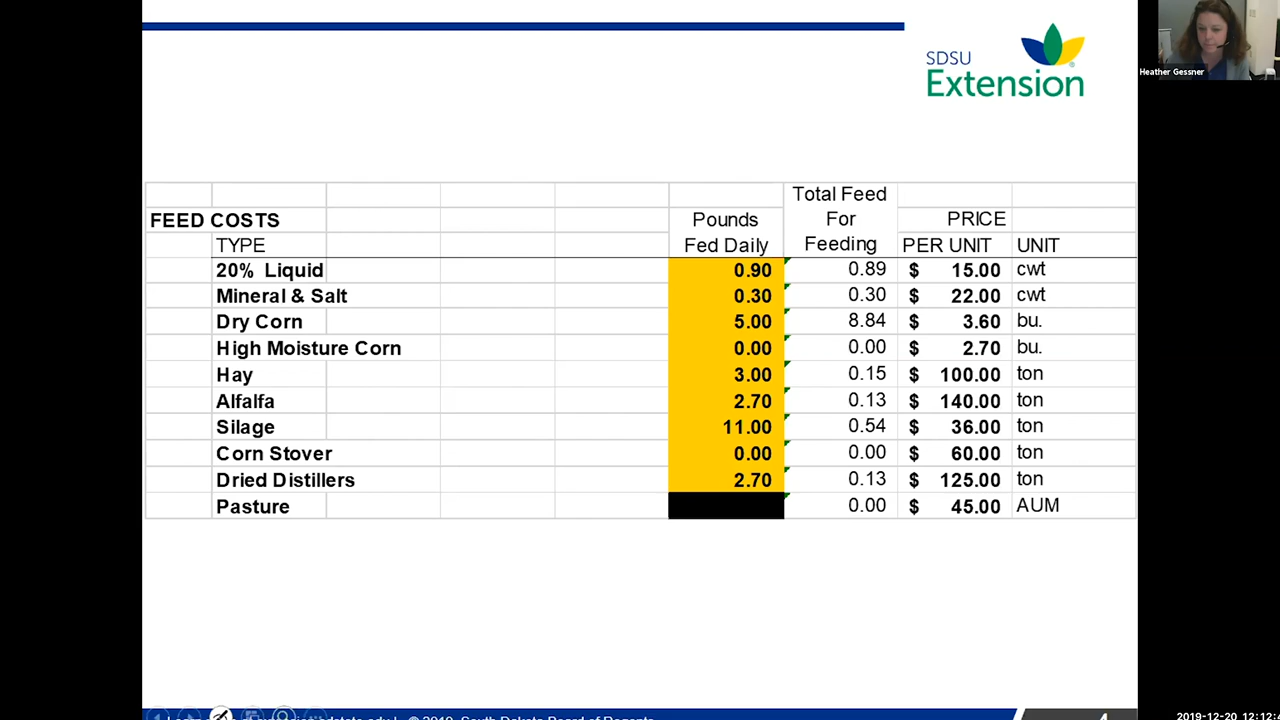 SDSU
Extension
Heather Gessner
Total Feed
FEED COSTS Pounds For PRICE
TYPE Fed Daily Feeding PER UNIT UNIT
20% Liquid 0.90 0.89 $ 15.00 cwt
Mineral & Salt 0.30 0.30 $ 22.00 cwt
Dry Corn 5.00 8.84 $ 3.60 bu.
High Moisture Corn 0.00 0.00 $ 2.70 bu.
Hay 3.00 0.15 $ 100.00 ton
Alfalfa 2.70 0.13 $ 140.00 ton
Silage 11.00 0.54 $ 36.00 ton
Corn Stover 0.00 0.00 $ 60.00 ton
Dried Distillers 2.70 0.13 $ 125.00 ton
Pasture 0.00 $ 45.00 AUM
© 2019, South Dakota Board of Regents
4
2019-12-20 12:12: